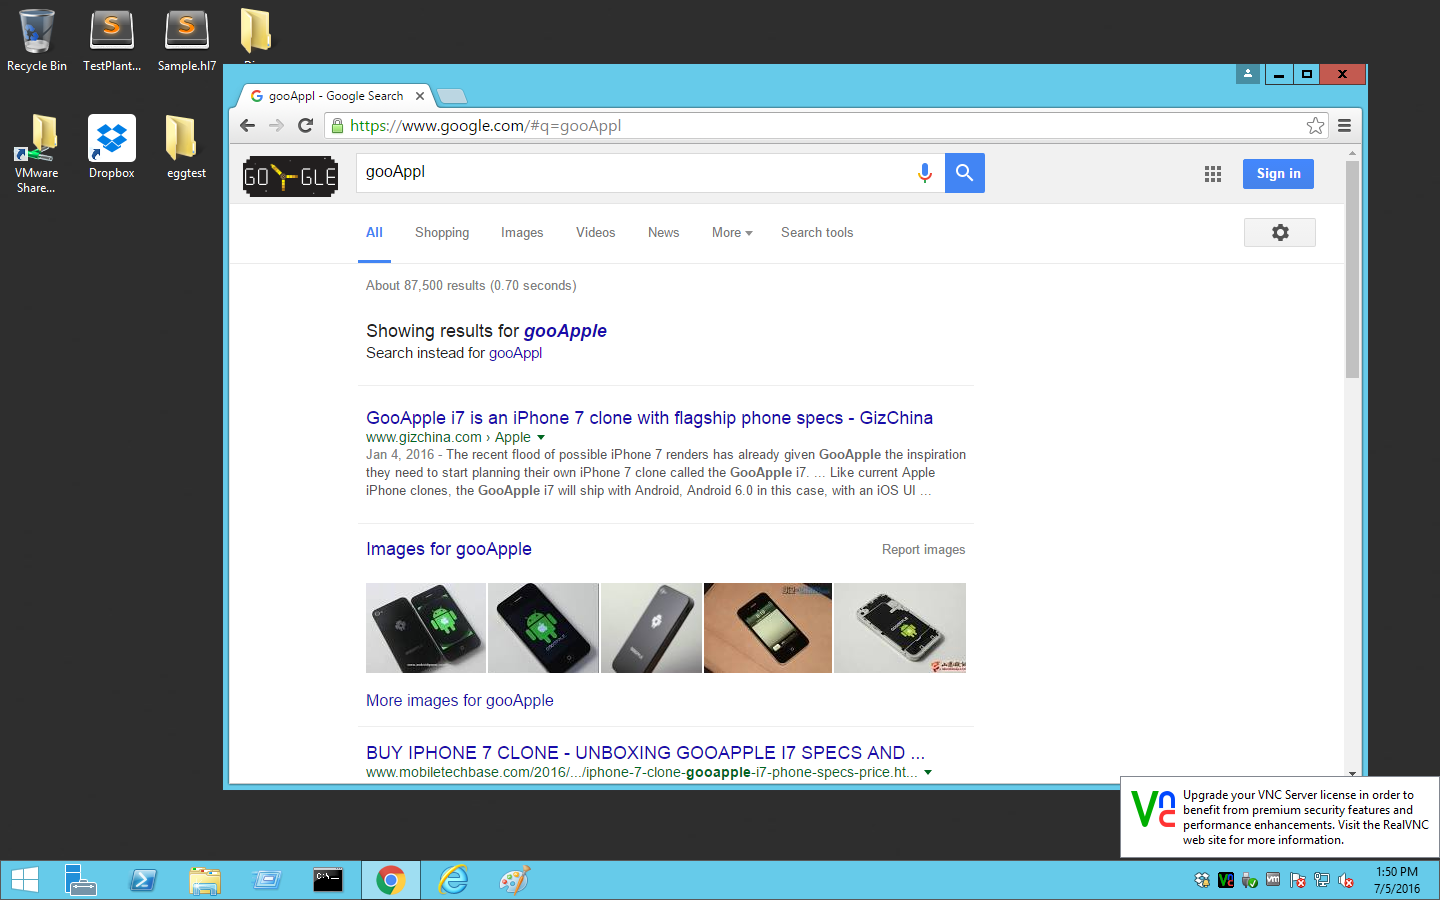 Recycle Bin
TestPlant...
Sample.hl7
VMware
Share...
Dropbox
eggtest
gooAppl - Google Search
https://www.google.com/#q=gooAppl
GOOGLE
gooAppl
Sign in
All
Shopping
Images
Videos
News
More
Search tools
About 87,500 results (0.70 seconds)
Showing results for gooApple
Search instead for gooAppl
GooApple i7 is an iPhone 7 clone with flagship phone specs - GizChina
www.gizchina.com › Apple
Jan 4, 2016 - The recent flood of possible iPhone 7 renders has already given GooApple the inspiration
they need to start planning their own iPhone 7 clone called the GooApple i7. ... Like current Apple
iPhone clones, the GooApple i7 will ship with Android, Android 6.0 in this case, with an iOS UI ...
Images for gooApple
Report images
More images for gooApple
BUY IPHONE 7 CLONE - UNBOXING GOOAPPLE I7 SPECS AND ...
www.mobiletechbase.com/2016/.../iphone-7-clone-gooapple-i7-phone-specs-price.ht...
Upgrade your VNC Server license in order to
benefit from premium security features and
performance enhancements. Visit the RealVNC
web site for more information.
1:50 PM
7/5/2016